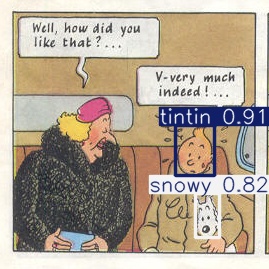 Well, how did you
like that?...
V-very much
indeed!...
tintin 0.91
snowy 0.82